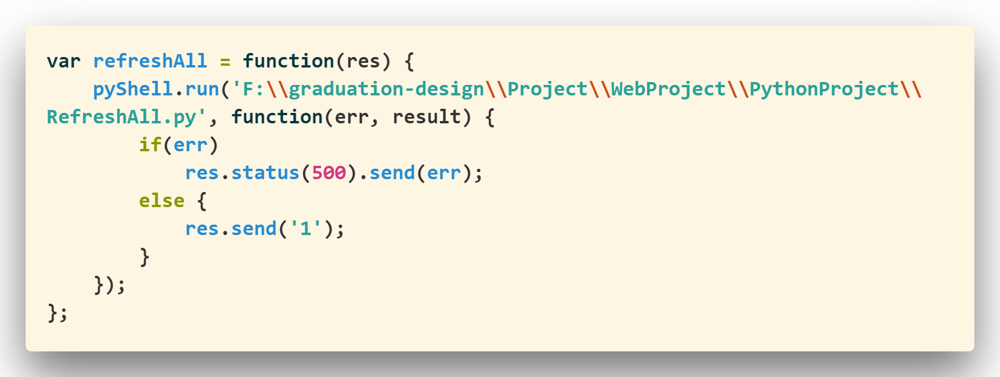 var refreshAll = function(res) {
    pyShell.run('F:\\graduation-design\\Project\\WebProject\\PythonProject\\
RefreshAll.py', function(err, result) {
        if(err)
            res.status(500).send(err);
        else {
            res.send('1');
        }
    });
};